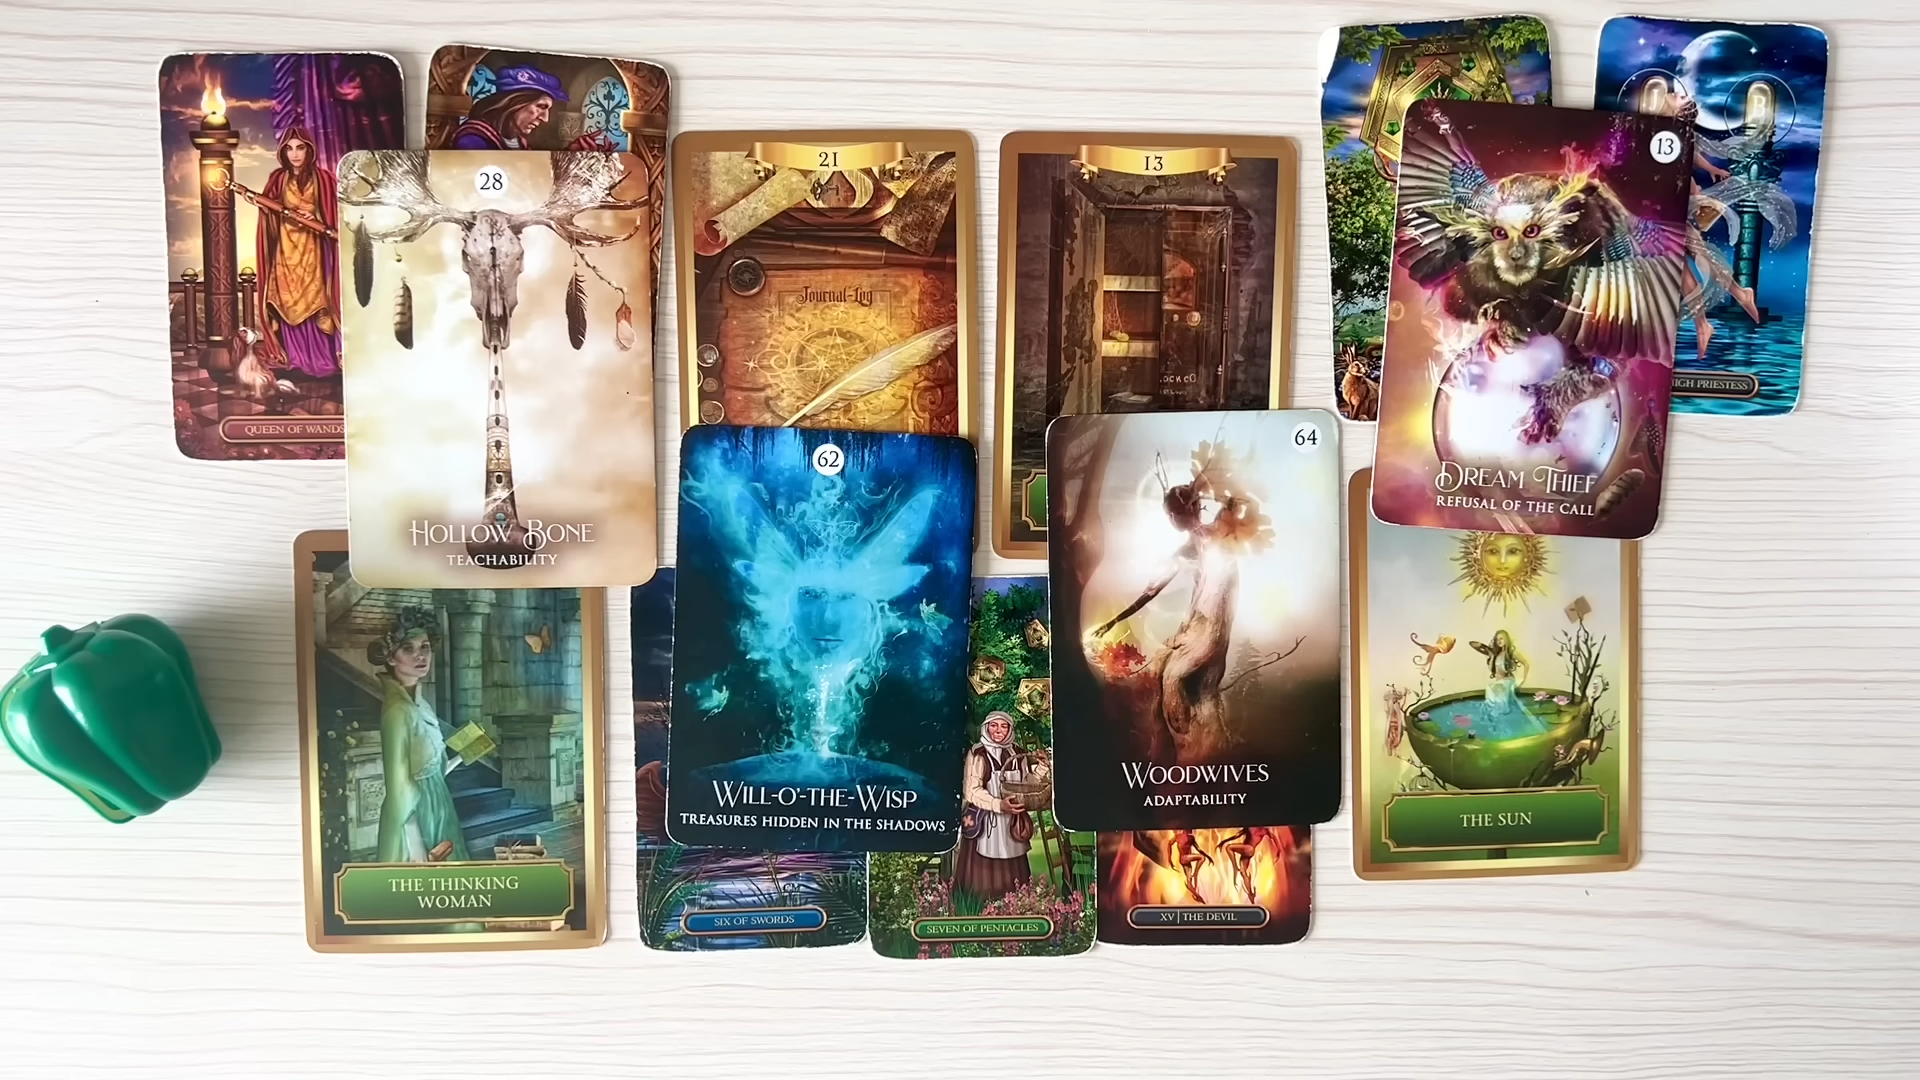 QUEEN OF WANDS
28
HOLLOW BONE
TEACHABILITY
21
Journal-Log
13
J
B
HIGH PRIESTESS
13
DREAM THIEF
REFUSAL OF THE CALL
62
WILL-O'-THE-WISP
TREASURES HIDDEN IN THE SHADOWS
64
WOODWIVES
ADAPTABILITY
THE SUN
THE THINKING
WOMAN
SIX OF SWORDS
SEVEN OF PENTACLES
XV | THE DEVIL